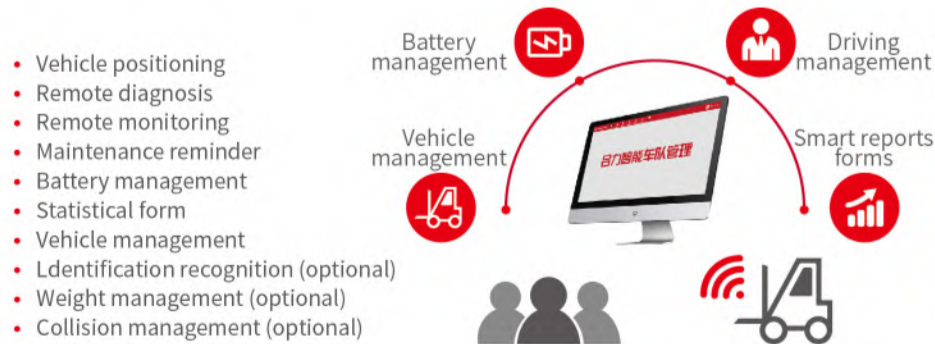 Vehicle positioning
Remote diagnosis
Remote monitoring
Maintenance reminder
Battery management
Statistical form
Vehicle management
Ldentification recognition (optional)
Weight management (optional)
Collision management (optional)
Battery
management
Driving
management
Vehicle
management
Smart reports
forms
合力智能车队管理